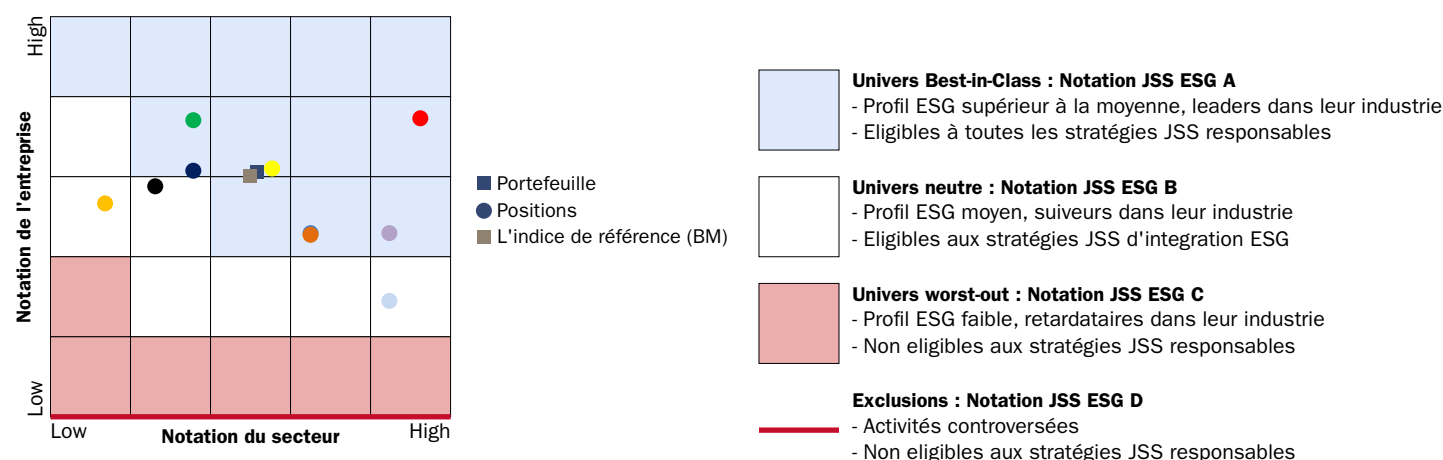 High
Notation de l'entreprise
Low
Low
Notation du secteur
High
Portefeuille
Positions
L'indice de référence (BM)
Univers Best-in-Class : Notation JSS ESG A
- Profil ESG supérieur à la moyenne, leaders dans leur industrie
- Eligibles à toutes les stratégies JSS responsables
Univers neutre : Notation JSS ESG B
- Profil ESG moyen, suiveurs dans leur industrie
- Eligibles aux stratégies JSS d'integration ESG
Univers worst-out : Notation JSS ESG C
- Profil ESG faible, retardataires dans leur industrie
- Non eligibles aux stratégies JSS responsables
Exclusions : Notation JSS ESG D
- Activités controversées
- Non eligibles aux stratégies JSS responsables